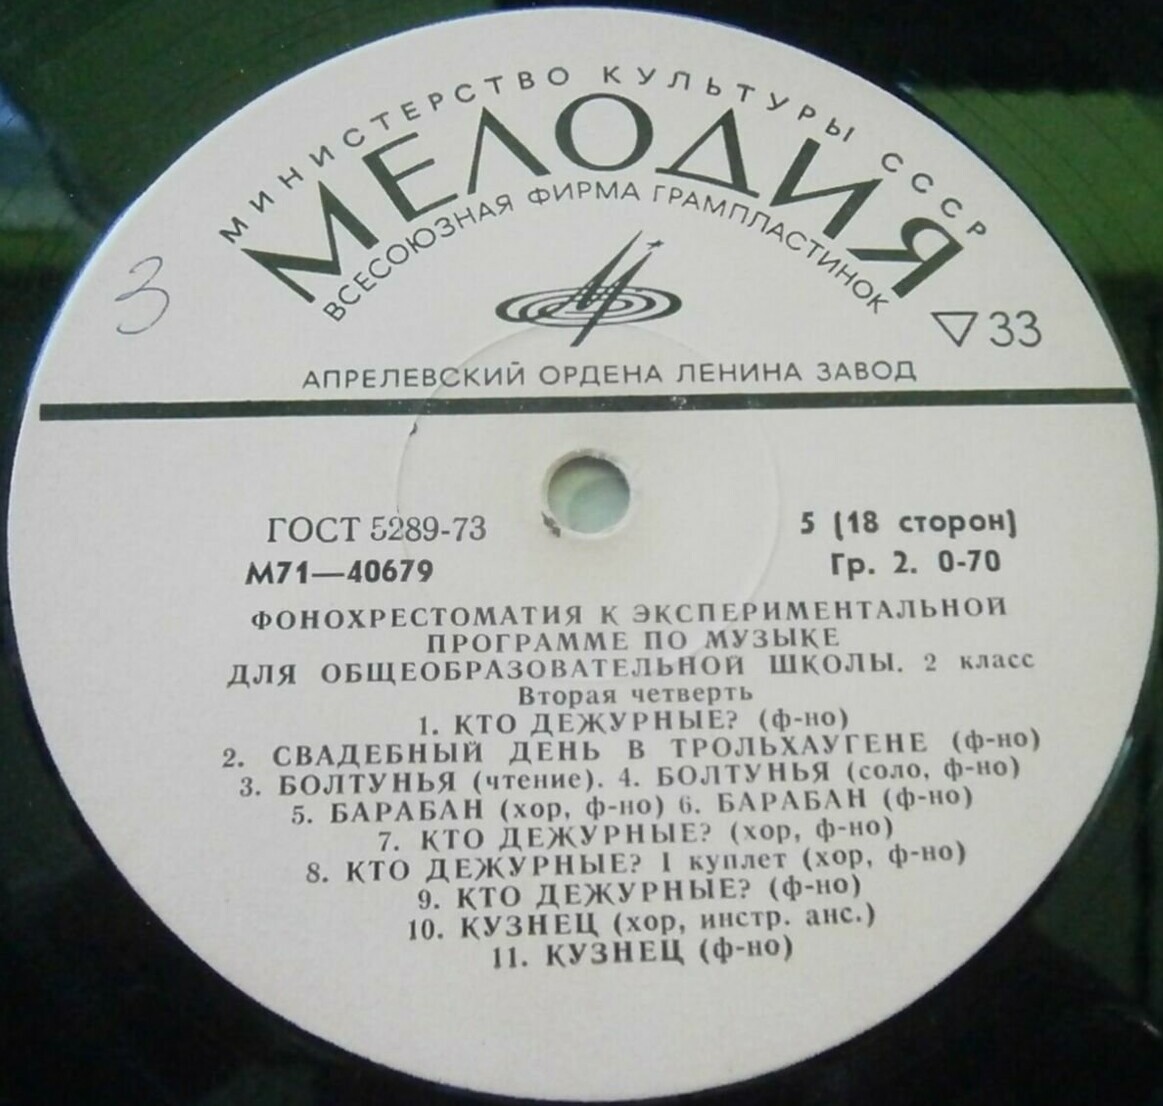 МИНИСТЕРСТВО КУЛЬТУРЫ СССР
МЕЛОДИЯ
ВСЕСОЮЗНАЯ ФИРМА ГРАМПЛАСТИНОК
3
▽33
АПРЕЛЕВСКИЙ ОРДЕНА ЛЕНИНА ЗАВОД
ГОСТ 5289-73
5 (18 сторон)
М71—40679
Гр. 2. 0-70
ФОНОХРЕСТОМАТИЯ К ЭКСПЕРИМЕНТАЛЬНОЙ
ПРОГРАММЕ ПО МУЗЫКЕ
ДЛЯ ОБЩЕОБРАЗОВАТЕЛЬНОЙ ШКОЛЫ. 2 класс
Вторая четверть
1. КТО ДЕЖУРНЫЕ? (ф-но)
2. СВАДЕБНЫЙ ДЕНЬ В ТРОЛЬХАУГЕНЕ (ф-но)
3. БОЛТУНЬЯ (чтение). 4. БОЛТУНЬЯ (соло, ф-но)
5. БАРАБАН (хор, ф-но) 6. БАРАБАН (ф-но)
7. КТО ДЕЖУРНЫЕ? (хор, ф-но)
8. КТО ДЕЖУРНЫЕ? I куплет (хор, ф-но)
9. КТО ДЕЖУРНЫЕ? (ф-но)
10. КУЗНЕЦ (хор, инстр. анс.)
11. КУЗНЕЦ (ф-но)